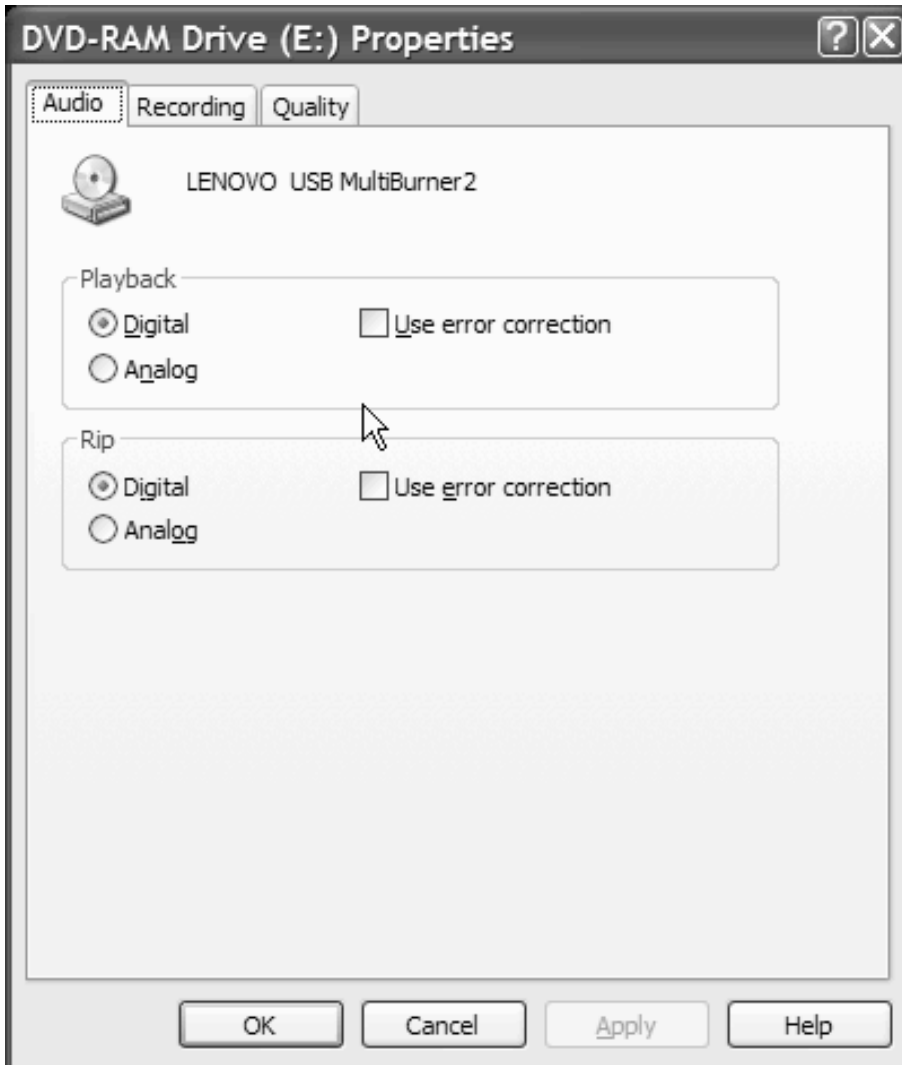 DVD-RAM Drive (E:) Properties
Audio Recording Quality
LENOVO USB MultiBurner2
Playback
Digital Use error correction
Analog
Rip
Digital Use error correction
Analog
OK Cancel Apply Help